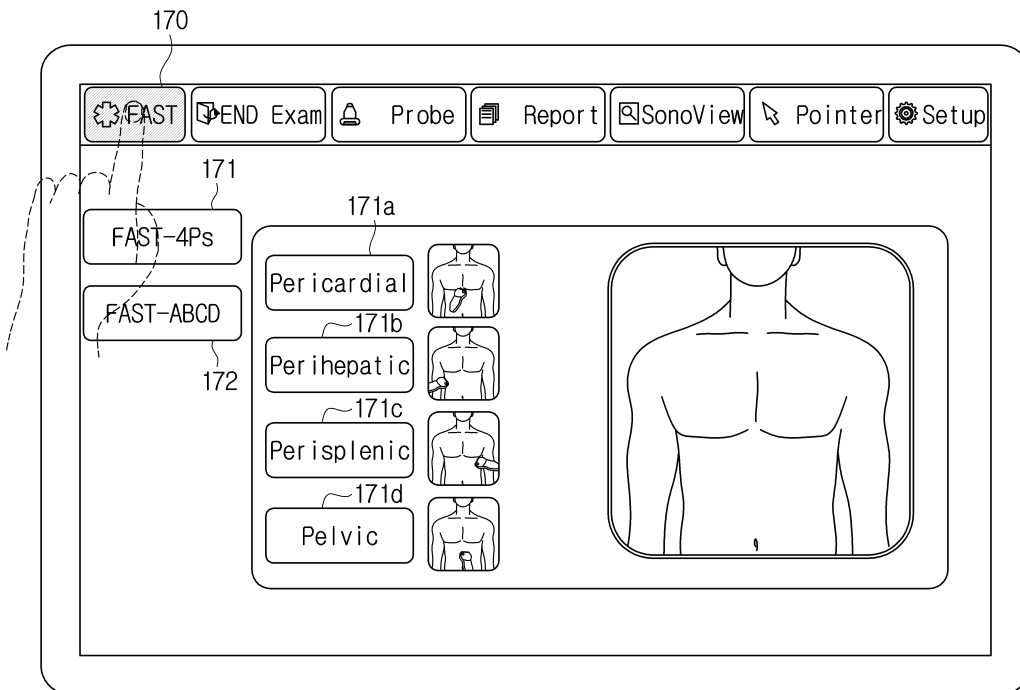 170
FAST END Exam Probe Report SonoView Pointer Setup
171
FAST-4Ps
171a
Pericardial
FAST-ABCD
171b
172
Perihepatic
171c
Perisplenic
171d
Pelvic